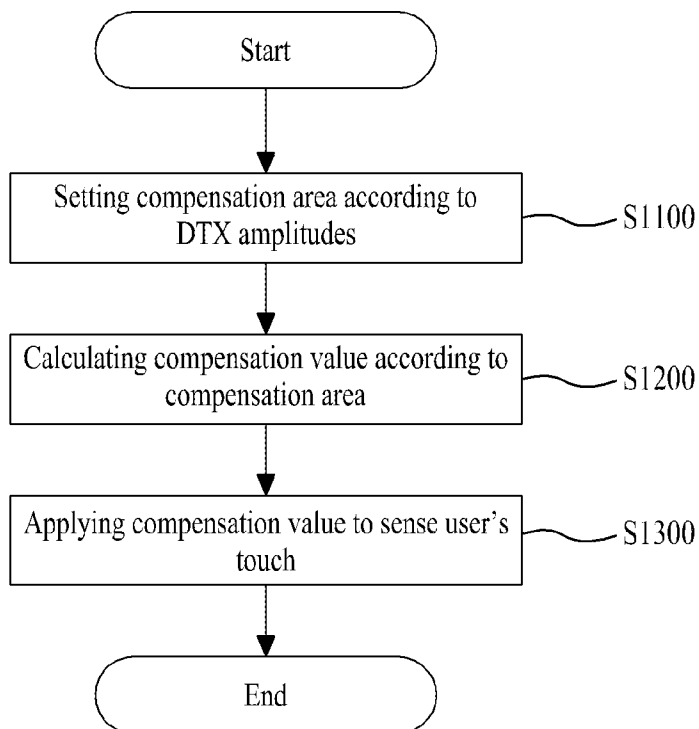 Start
Setting compensation area according to
DTX amplitudes
S1100
Calculating compensation value according to
compensation area
S1200
Applying compensation value to sense user's
touch
S1300
End